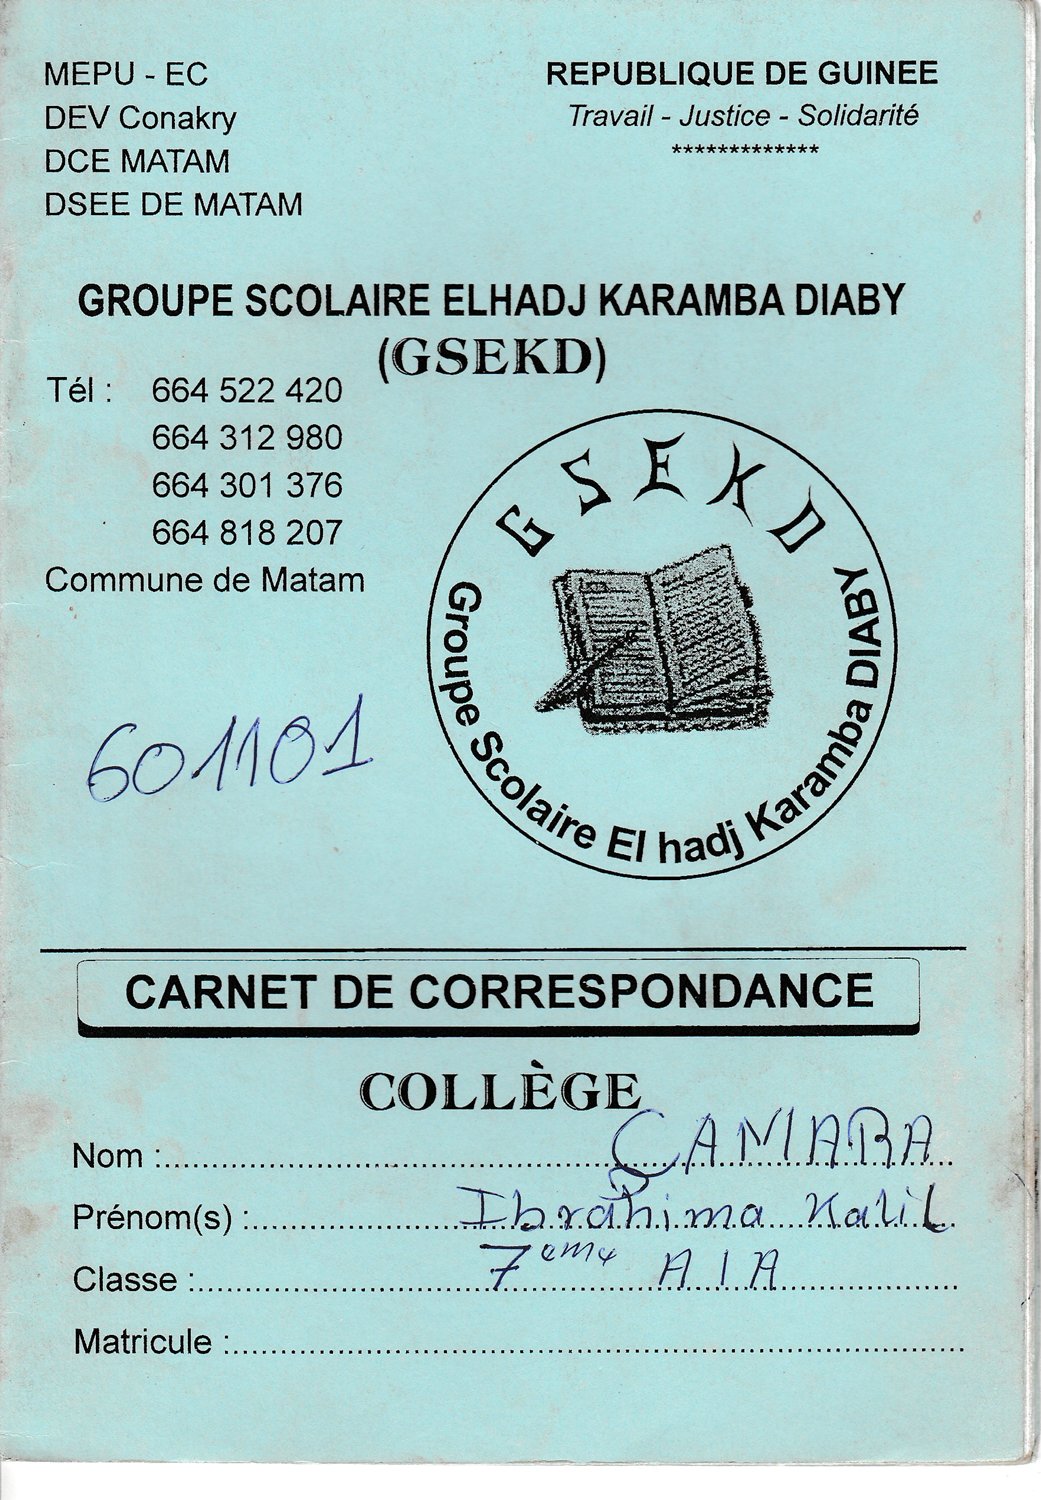 MEPU - EC
DEV Conakry
DCE MATAM
DSEE DE MATAM
REPUBLIQUE DE GUINEE
Travail - Justice - Solidarité
*************
GROUPE SCOLAIRE ELHADJ KARAMBA DIABY
(GSEKD)
Tél : 664 522 420
664 312 980
664 301 376
664 818 207
Commune de Matam
GSEKD
Groupe Scolaire El hadj Karamba DIABY
601101
CARNET DE CORRESPONDANCE
COLLÈGE
Nom : CAMARA
Prénom(s) : Ibrahima Kalil
Classe : 7ème A 1 A
Matricule :